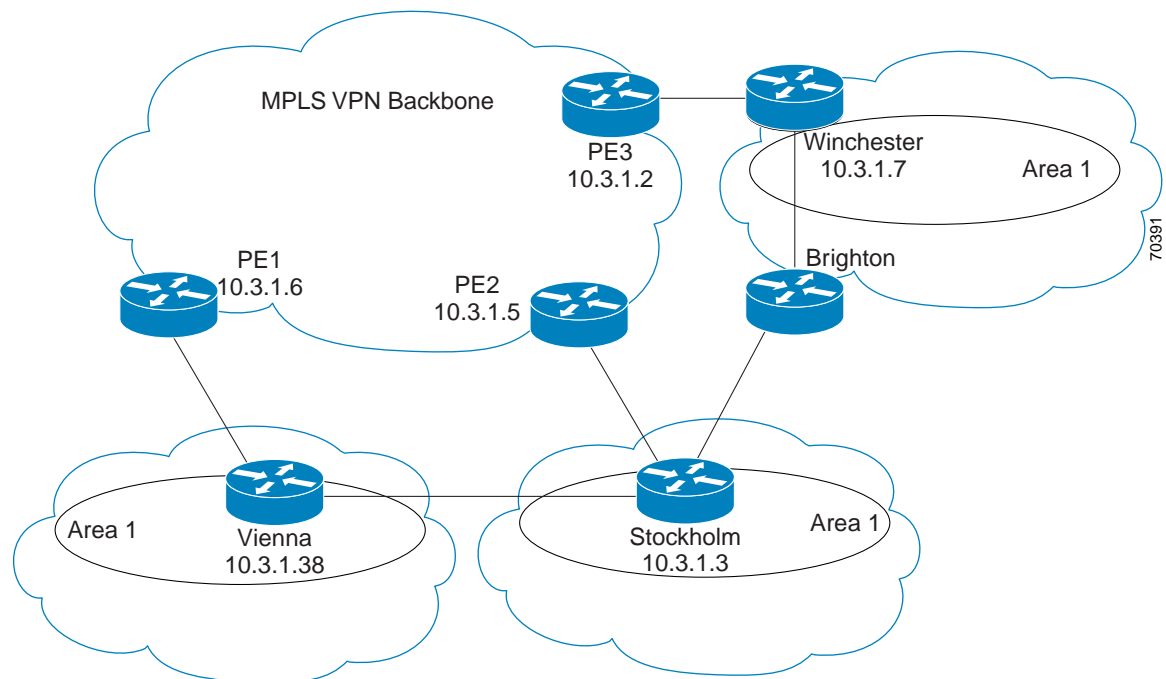 MPLS VPN Backbone
PE3
10.3.1.2
Winchester
10.3.1.7
Area 1
70391
PE1
10.3.1.6
PE2
10.3.1.5
Brighton
Area 1
Vienna
10.3.1.38
Stockholm
10.3.1.3
Area 1